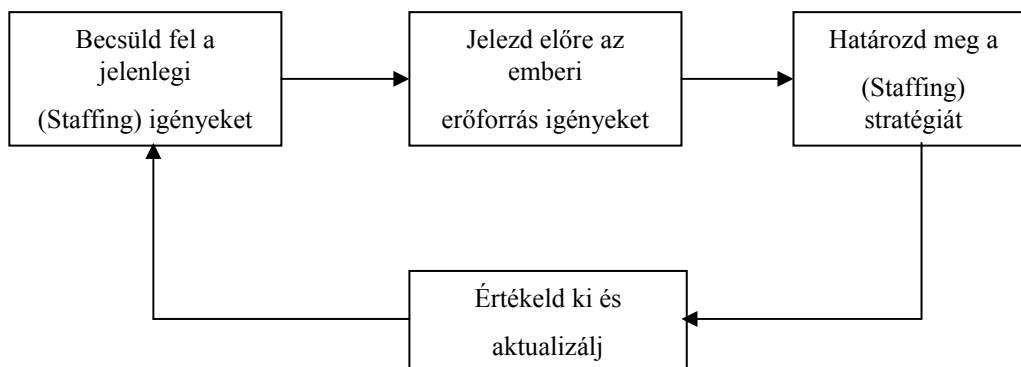 Becsüld fel a
jelenlegi
(Staffing) igényeket
Jelezd előre az
emberi
erőforrás igényeket
Határozd meg a
(Staffing)
stratégiát
Értékeld ki és
aktualizálj